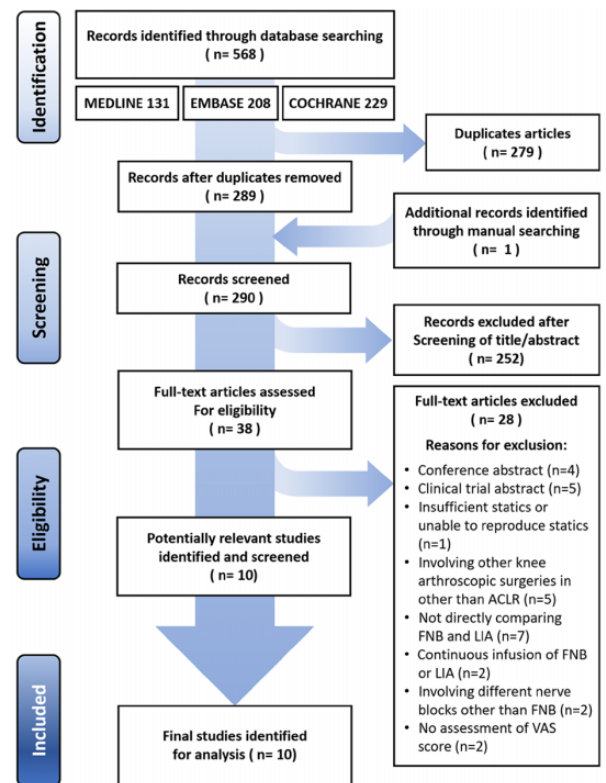 Identification
Records identified through database searching
( n= 568)
MEDLINE 131
EMBASE 208
COCHRANE 229
Duplicates articles
( n= 279 )
Records after duplicates removed
( n= 289)
Additional records identified
through manual searching
(n= 1 )
Screening
Records screened
( n= 290 )
Records excluded after
Screening of title/abstract
( n= 252)
Full-text articles assessed
For eligibility
( n= 38)
Full-text articles excluded
( n= 28 )
Reasons for exclusion:
• Conference abstract (n=4)
• Clinical trial abstract (n=5)
• Insufficient statics or
unable to reproduce statics
(n=1)
• Involving other knee
arthroscopic surgeries in
other than ACLR (n=5)
• Not directly comparing
FNB and LIA (n=7)
• Continuous infusion of FNB
or LIA (n=2)
• Involving different nerve
blocks other than FNB (n=2)
• No assessment of VAS
score (n=2)
Eligibility
Potentially relevant studies
identified and screened
( n= 10)
Included
Final studies identified
for analysis ( n= 10)